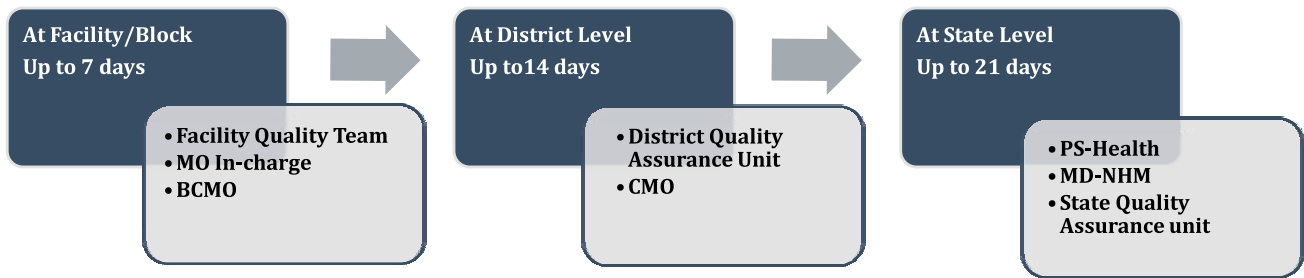 At Facility/Block
Up to 7 days
• Facility Quality Team
• MO In-charge
• BCMO
At District Level
Up to14 days
• District Quality
Assurance Unit
• CMO
At State Level
Up to 21 days
• PS-Health
• MD-NHM
• State Quality
Assurance unit